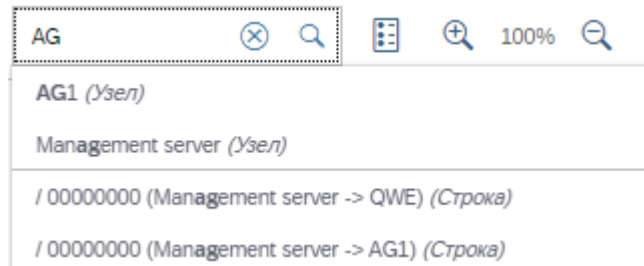 AG
100%
AG1 (Узел)
Management server (Узел)
/ 00000000 (Management server -> QWE) (Строка)
/ 00000000 (Management server -> AG1) (Строка)